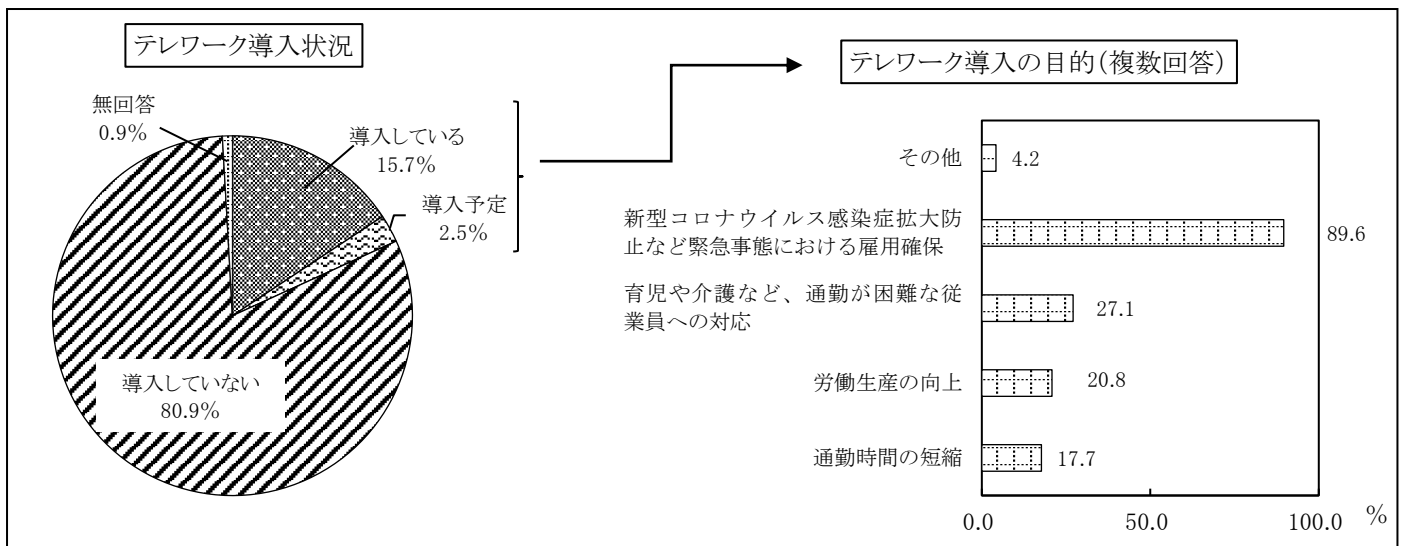 テレワーク導入状況
無回答
0.9%
導入している
15.7%
導入予定
2.5%
導入していない
80.9%
テレワーク導入の目的(複数回答)
その他
4.2
新型コロナウイルス感染症拡大防
止など緊急事態における雇用確保
89.6
育児や介護など、通勤が困難な従
業員への対応
27.1
労働生産の向上
20.8
通勤時間の短縮
17.7
0.0
50.0
100.0
%